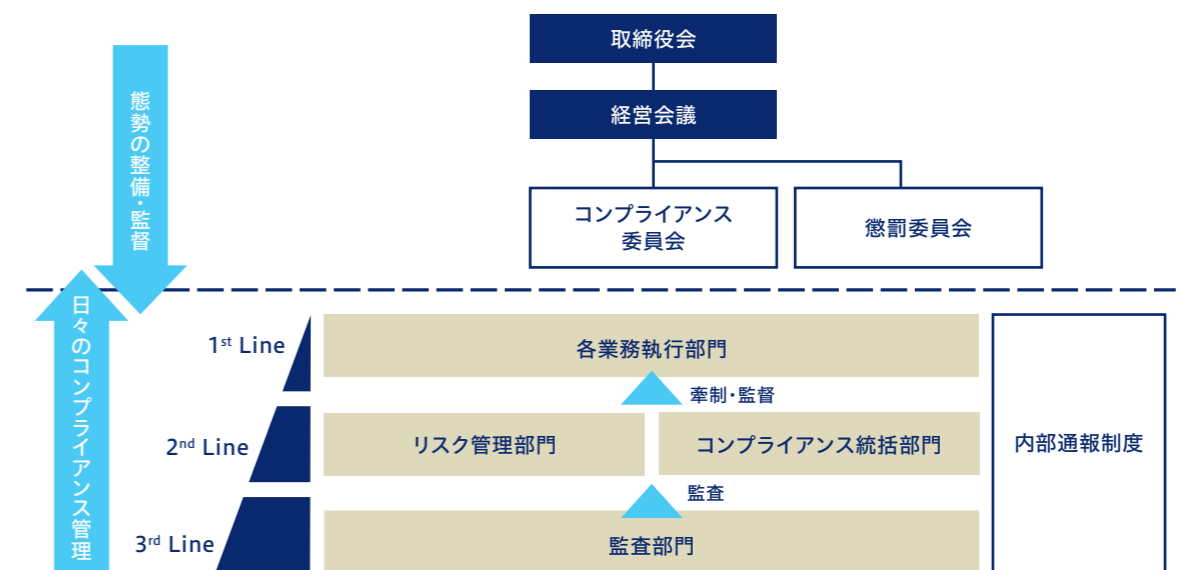 取締役会
経営会議
コンプライアンス
委員会
懲罰委員会
態勢の整備・監督
日々のコンプライアンス管理
1st Line
各業務執行部門
牽制・監督
2nd Line
リスク管理部門
コンプライアンス統括部門
監査
3rd Line
監査部門
内部通報制度